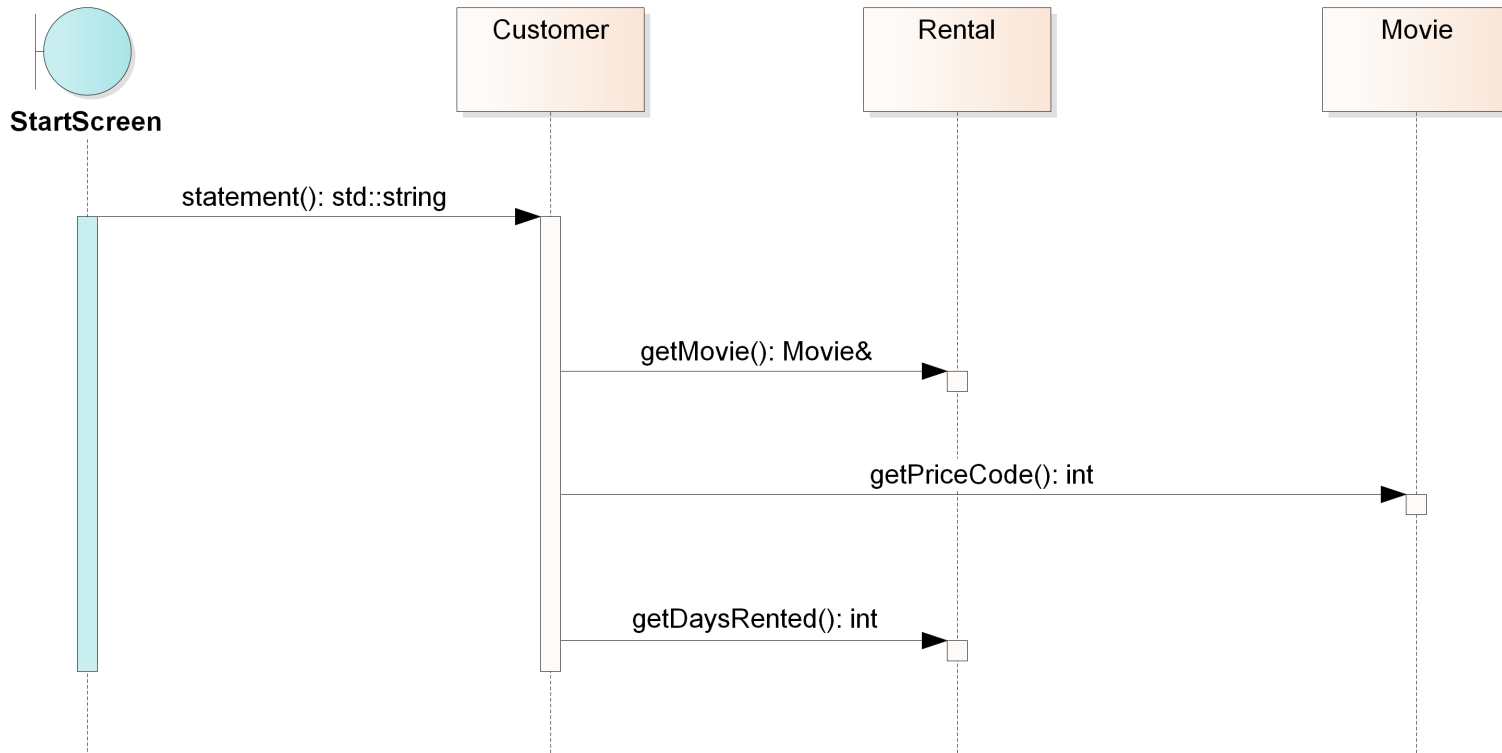 Customer
Rental
Movie
StartScreen
statement(): std::string
getMovie(): Movie&
getPriceCode(): int
getDaysRented(): int